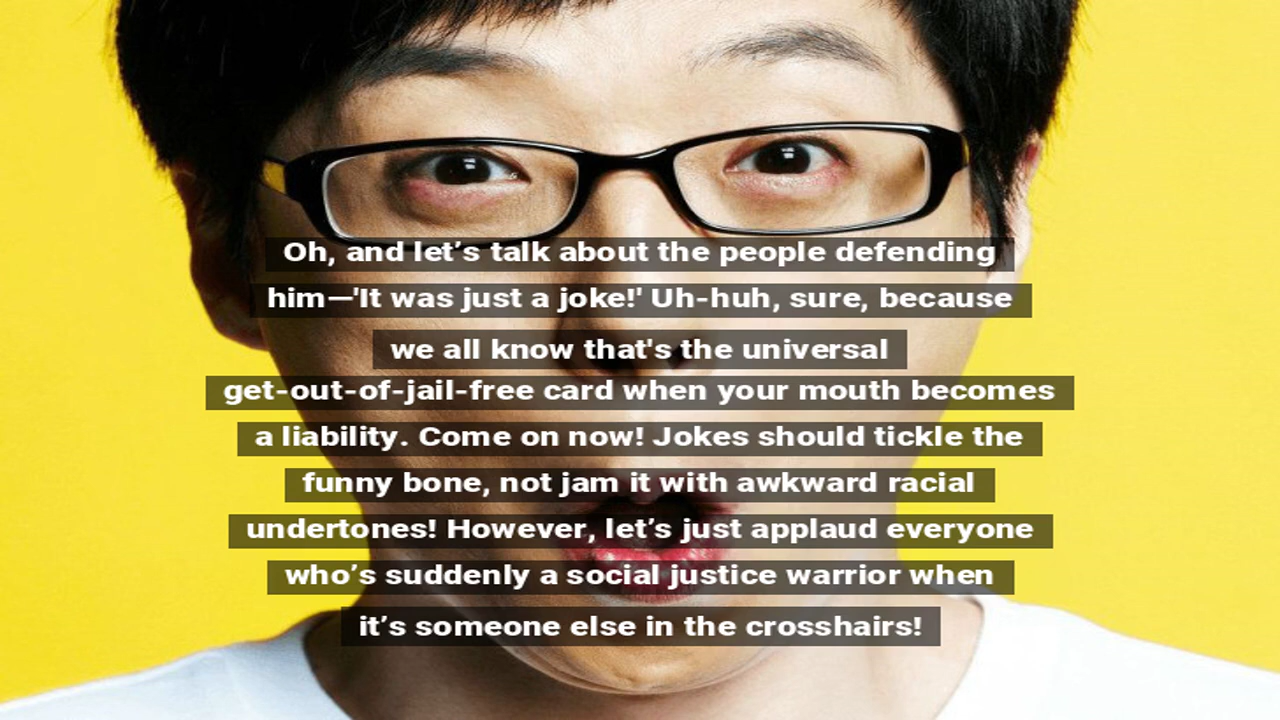 Oh, and let’s talk about the people defending
him—'It was just a joke!' Uh-huh, sure, because
we all know that's the universal
get-out-of-jail-free card when your mouth becomes
a liability. Come on now! Jokes should tickle the
funny bone, not jam it with awkward racial
undertones! However, let’s just applaud everyone
who’s suddenly a social justice warrior when
it’s someone else in the crosshairs!